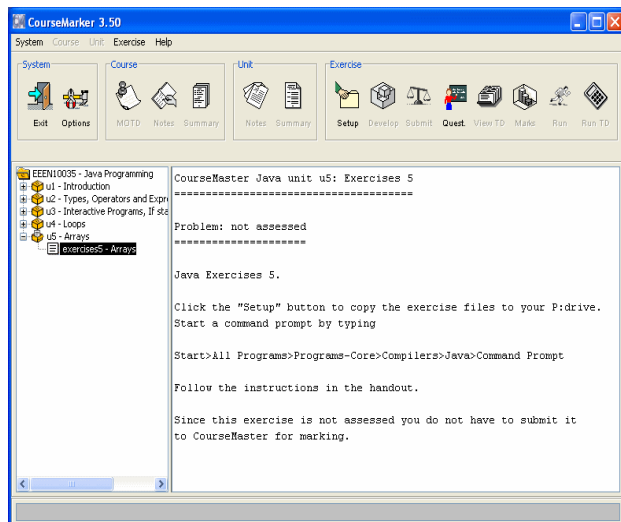 CourseMarker 3.50
System Course Unit Exercise Help
System Course Unit Exercise
Exit Options MOTD Notes Summary Notes Summary Setup Develop Submit Quest. View TD Marks Run Run TD
EEEN10035 - Java Programming
u1 - Introduction
u2 - Types, Operators and Expre
u3 - Interactive Programs, If sta
u4 - Loops
u5 - Arrays
exercises5 - Arrays
CourseMaster Java unit u5: Exercises 5
======================================
Problem: not assessed
=====================
Java Exercises 5.
Click the "Setup" button to copy the exercise files to your P:drive.
Start a command prompt by typing
Start>All Programs>Programs-Core>Compilers>Java>Command Prompt
Follow the instructions in the handout.
Since this exercise is not assessed you do not have to submit it
to CourseMaster for marking.